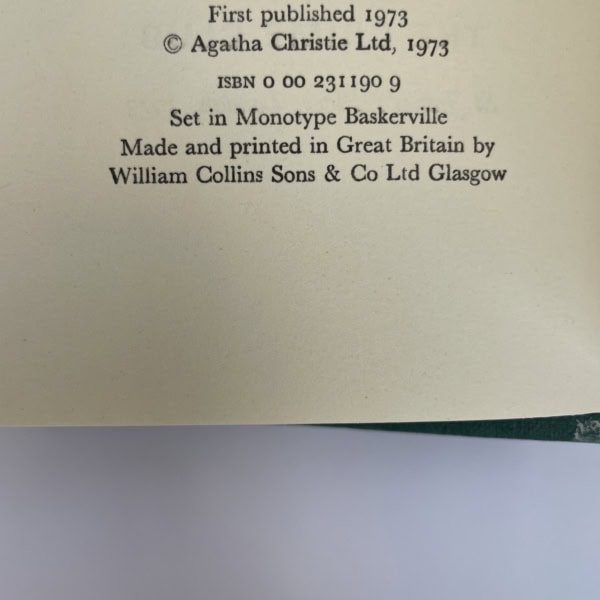 First published 1973
© Agatha Christie Ltd, 1973
ISBN 0 00 231190 9
Set in Monotype Baskerville
Made and printed in Great Britain by
William Collins Sons & Co Ltd Glasgow